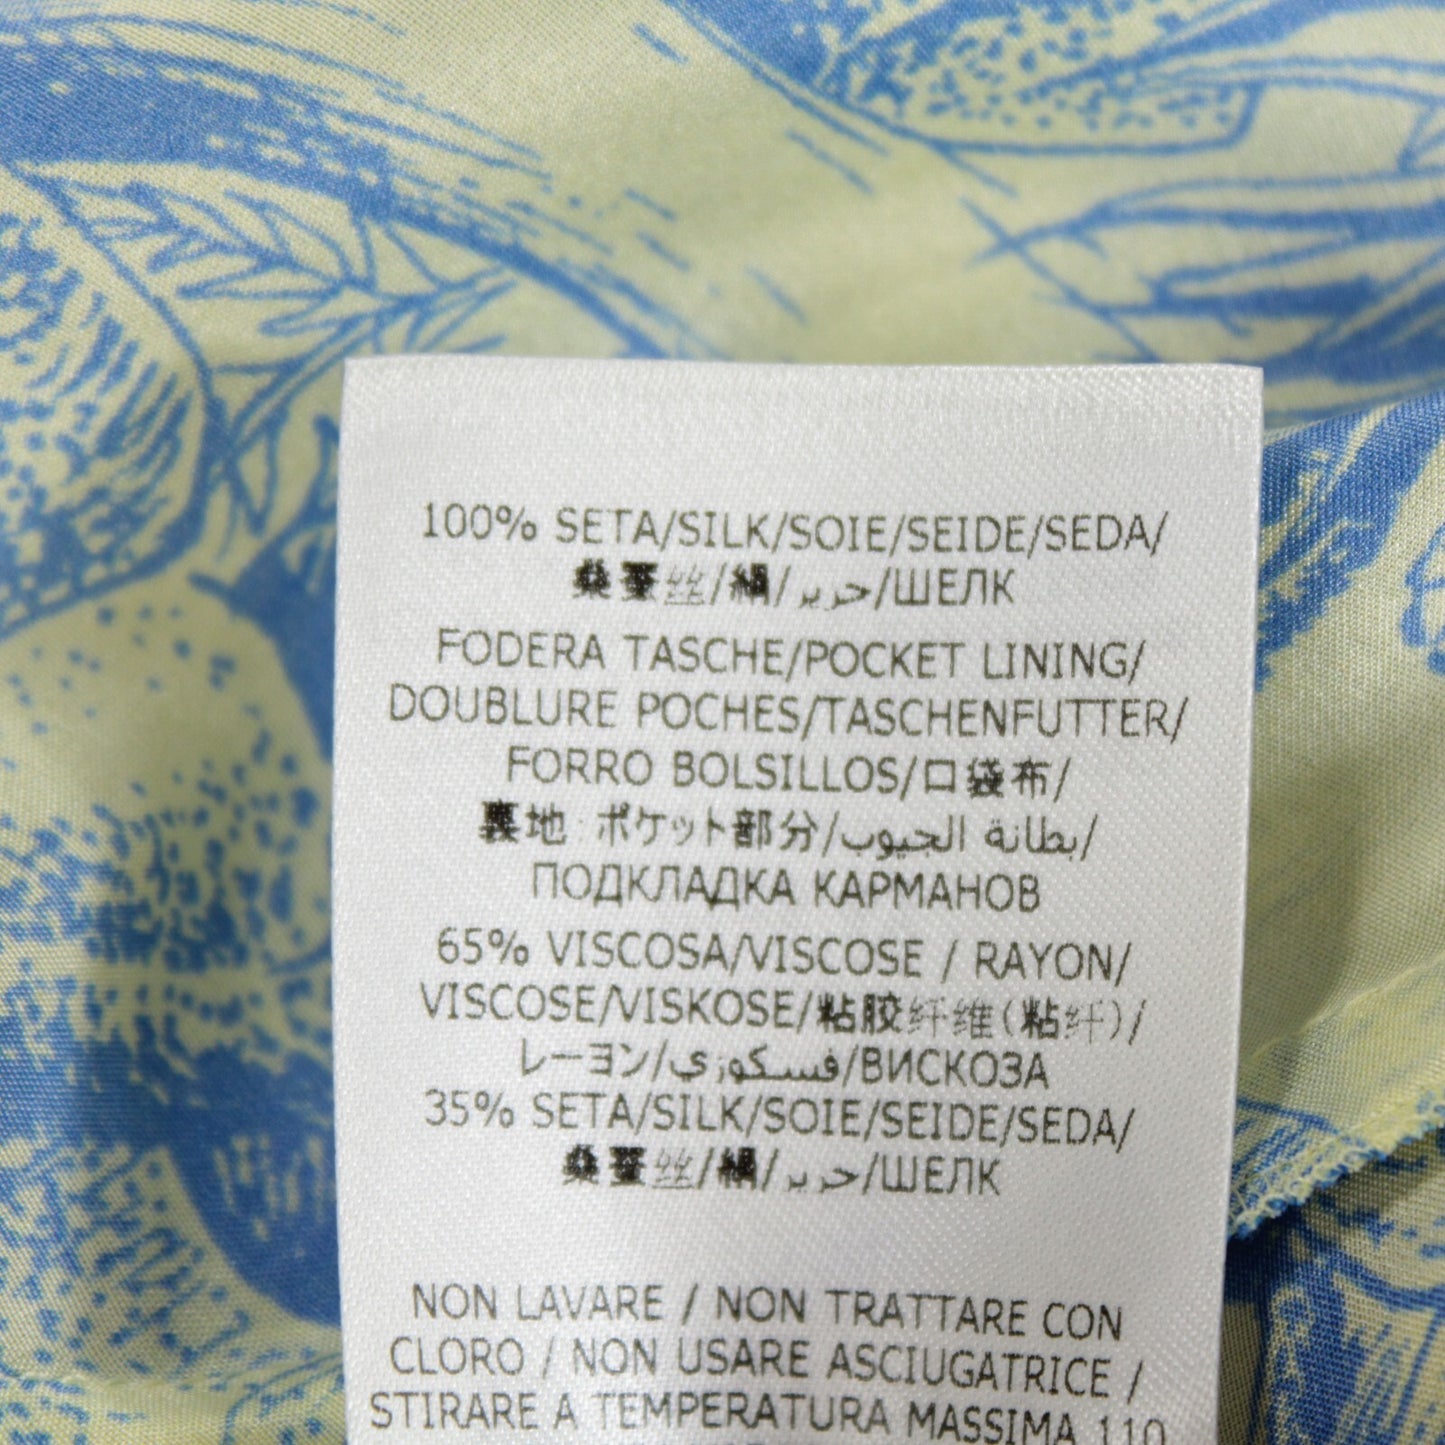 100% SETA/SILK/SOIE/SEIDE/SEDA/
桑蚕丝/絹/حرير/ШЕЛК
FODERA TASCHE/POCKET LINING/
DOUBLURE POCHES/TASCHENFUTTER/
FORRO BOLSILLOS/口袋布/
裏地 ポケット部分/بطانة الجيوب/
ПОДКЛАДКА КАРМАНОВ
65% VISCOSA/VISCOSE / RAYON/
VISCOSE/VISKOSE/粘胶纤维(粘纤)/
レーヨン/فسكوزي/ВИСКОЗА
35% SETA/SILK/SOIE/SEIDE/SEDA/
桑蚕丝/絹/حرير/ШЕЛК
NON LAVARE / NON TRATTARE CON
CLORO / NON USARE ASCIUGATRICE /
STIRARE A TEMPERATURA MASSIMA 110